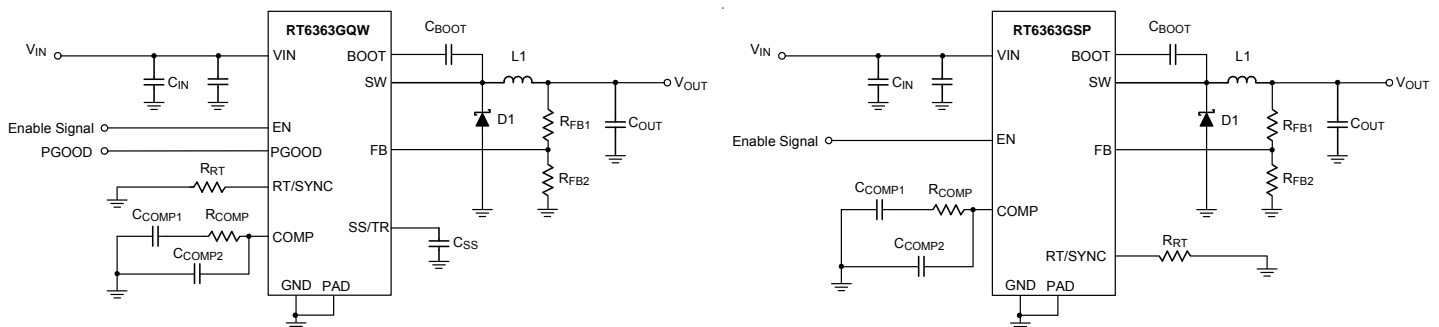 RT6363GQW
VIN
VIN
CIN
BOOT
CBOOT
SW
L1
VOUT
D1
RFB1
COUT
Enable Signal
EN
PGOOD
PGOOD
FB
RFB2
RRT
RT/SYNC
CCOMP1
RCOMP
COMP
CCOMP2
SS/TR
CSS
GND
PAD
RT6363GSP
VIN
VIN
CIN
BOOT
CBOOT
SW
L1
VOUT
D1
RFB1
COUT
Enable Signal
EN
FB
RFB2
CCOMP1
RCOMP
COMP
CCOMP2
RT/SYNC
RRT
GND
PAD